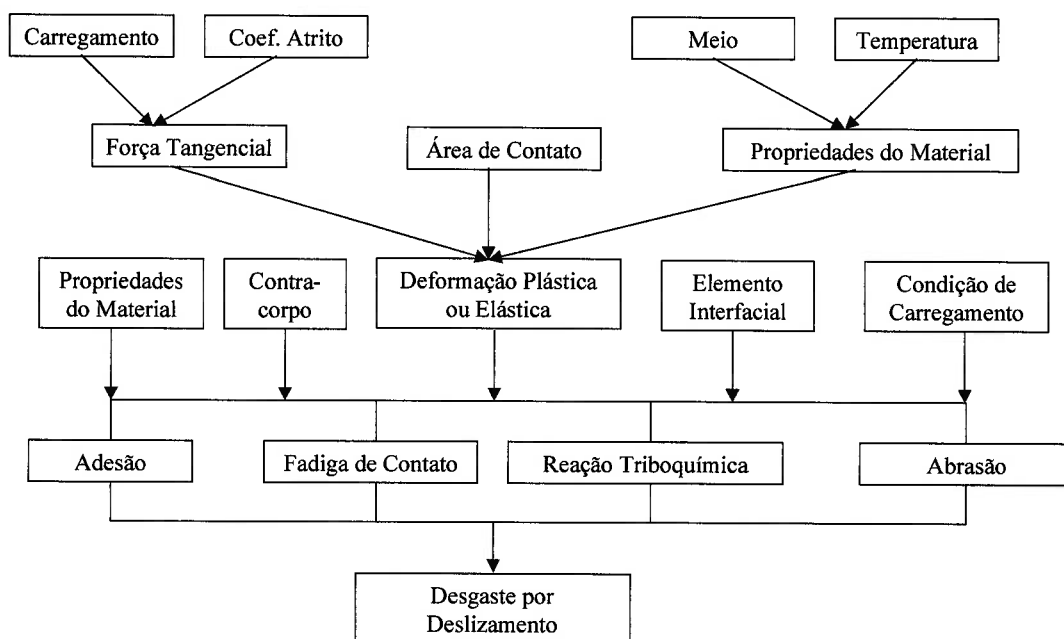 Carregamento
Coef. Atrito
Meio
Temperatura
Força Tangencial
Área de Contato
Propriedades do Material
Propriedades
do Material
Contra-
corpo
Deformação Plástica
ou Elástica
Elemento
Interfacial
Condição de
Carregamento
Adesão
Fadiga de Contato
Reação Triboquímica
Abrasão
Desgaste por
Deslizamento